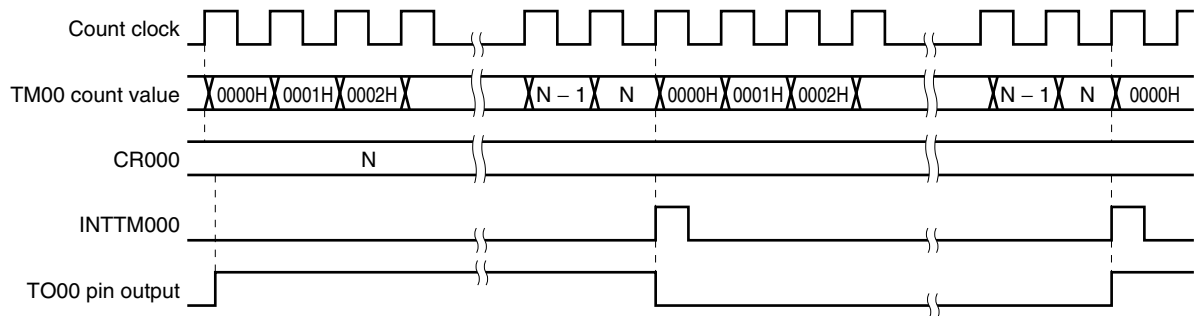 Count clock
TM00 count value 0000H 0001H 0002H N − 1 N 0000H 0001H 0002H N − 1 N 0000H
CR000 N
INTTM000
TO00 pin output